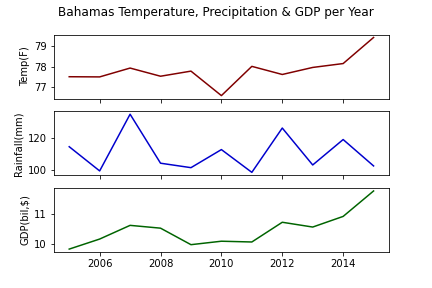 Bahamas Temperature, Precipitation & GDP per Year
Temp(F)
79
78
77
Rainfall(mm)
120
100
GDP(bil,$)
11
10
2006 2008 2010 2012 2014